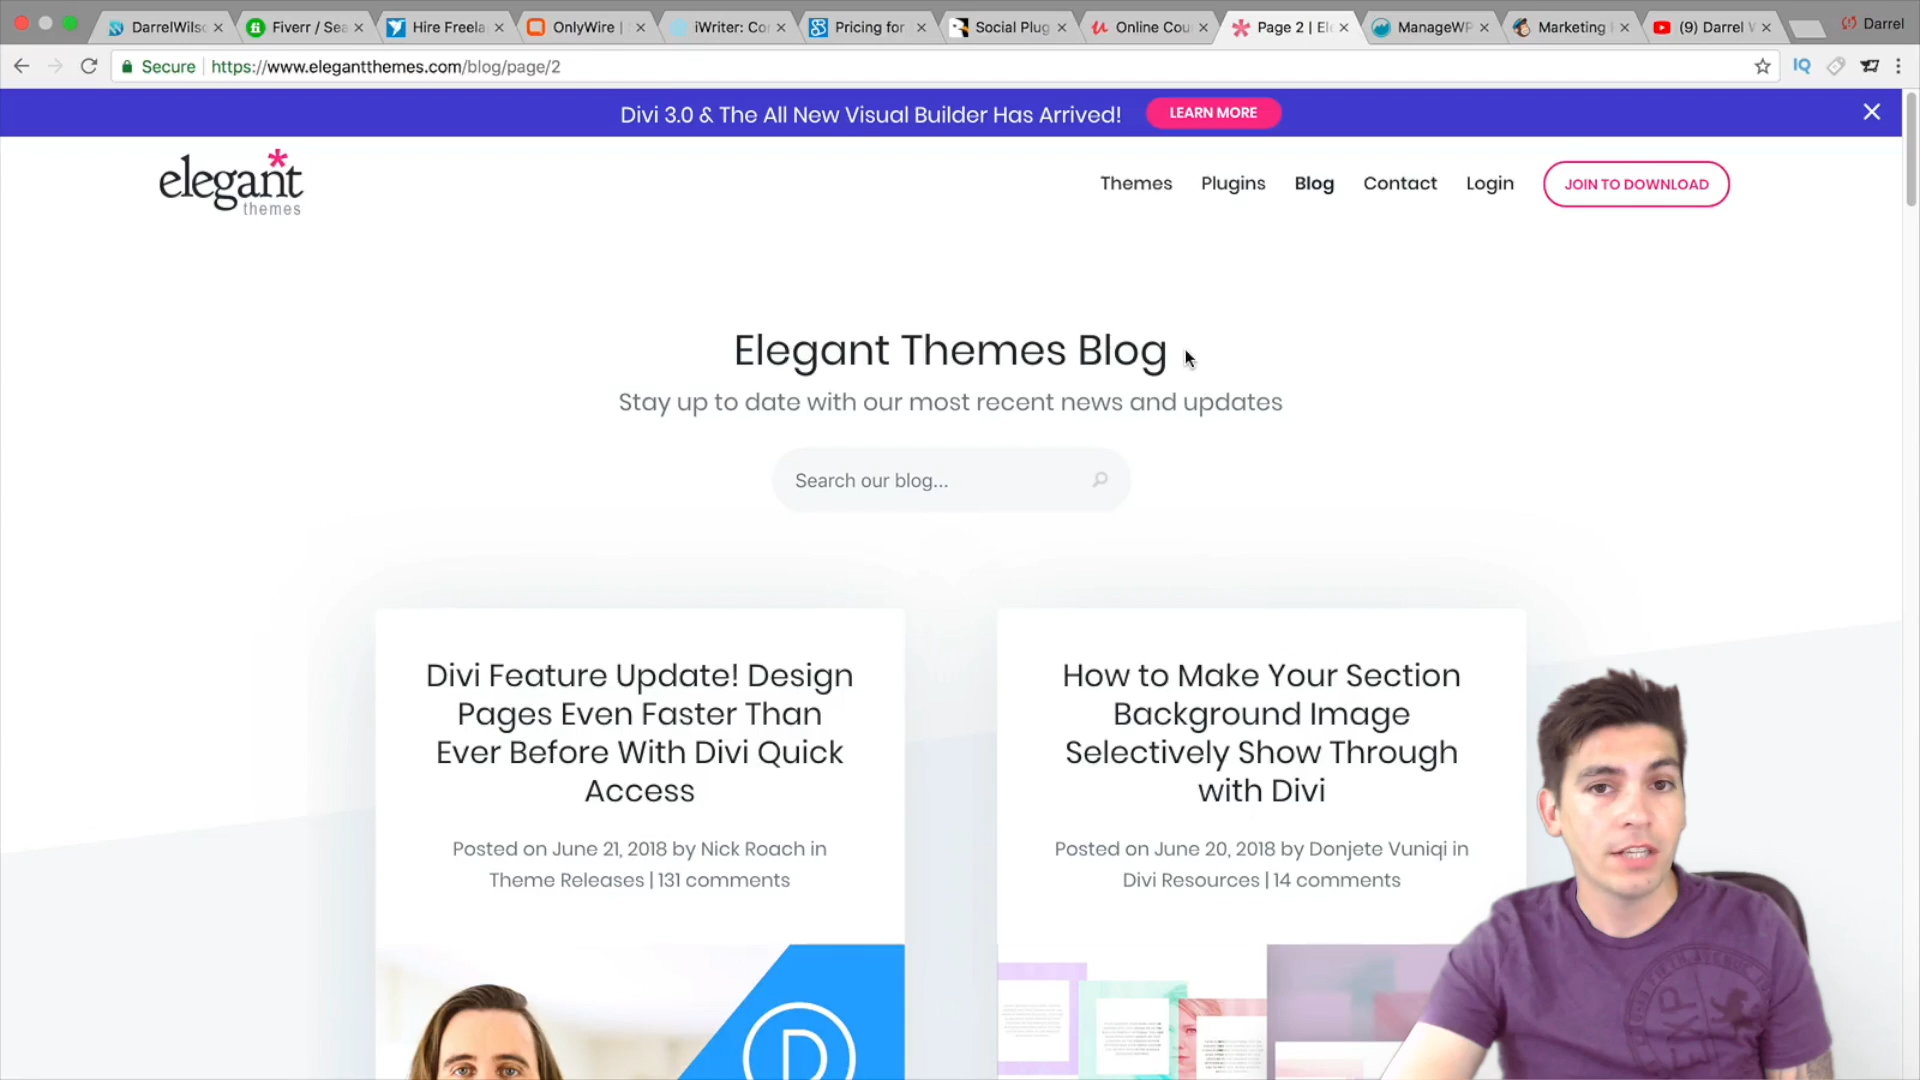 DarrelWilso
Fiverr / Sea
Hire Freela
OnlyWire |
iWriter: Co
Pricing for
Social Plug
Online Cou
Page 2 | El
ManageWP
Marketing
(9) Darrel
Darrel
Secure
https://www.elegantthemes.com/blog/page/2
IQ
Divi 3.0 & The All New Visual Builder Has Arrived!
LEARN MORE
elegant
themes
Themes
Plugins
Blog
Contact
Login
JOIN TO DOWNLOAD
Elegant Themes Blog
Stay up to date with our most recent news and updates
Search our blog...
Divi Feature Update! Design
Pages Even Faster Than
Ever Before With Divi Quick
Access
Posted on June 21, 2018 by Nick Roach in
Theme Releases | 131 comments
How to Make Your Section
Background Image
Selectively Show Through
with Divi
Posted on June 20, 2018 by Donjete Vuniqi in
Divi Resources | 14 comments
D